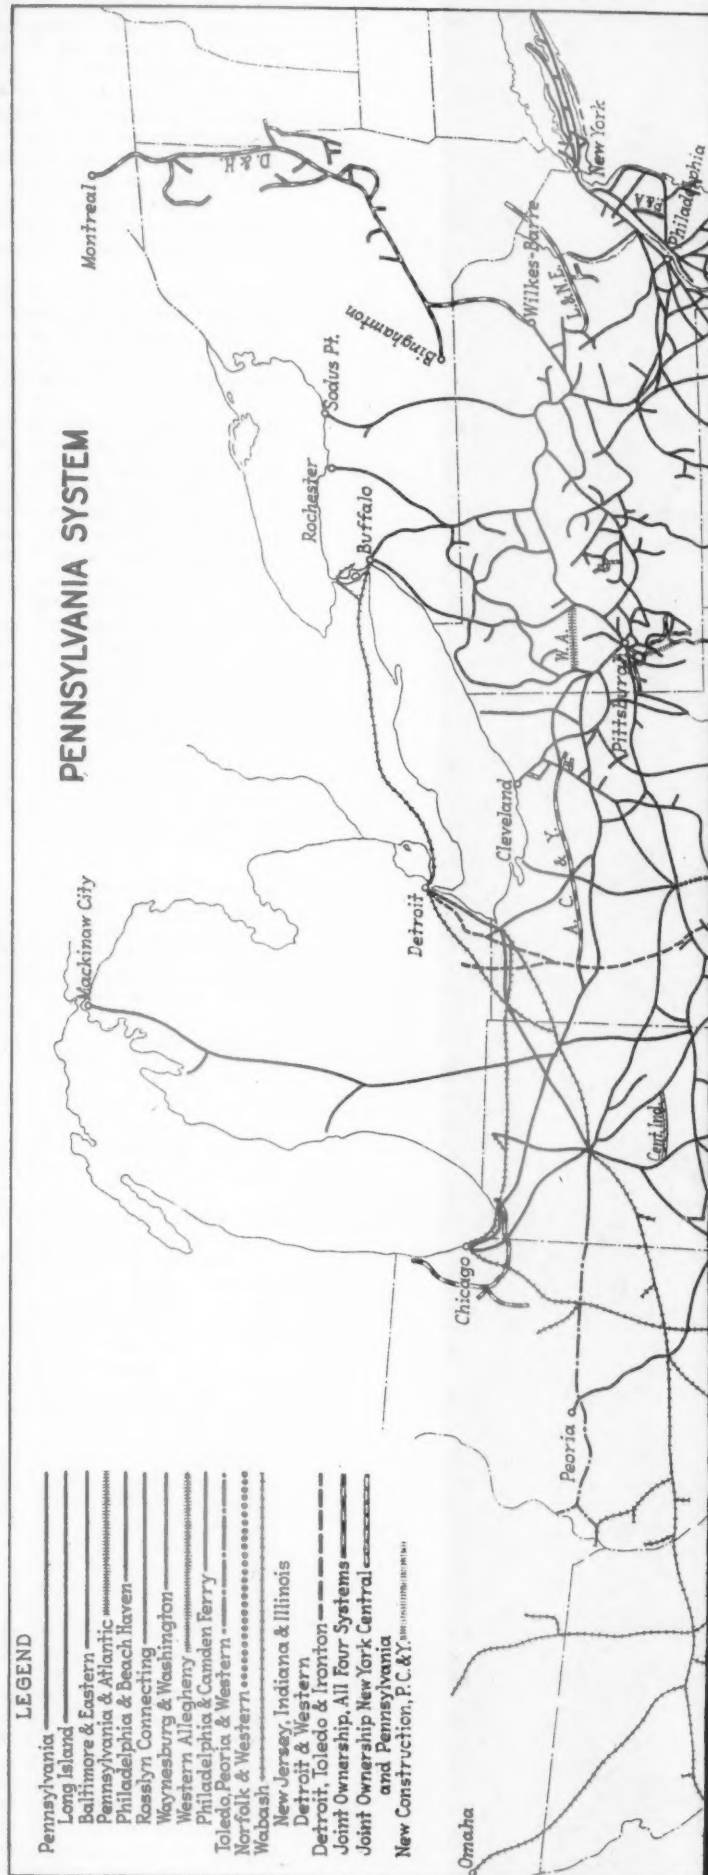 PENNSYLVANIA SYSTEM
LEGEND
Pennsylvania
Long Island
Baltimore & Eastern
Pennsylvania & Atlantic
Philadelphia & Beach Haven
Rosslyn Connecting
Waynesburg & Washington
Western Allegheny
Philadelphia & Camden Ferry
Toledo, Peoria & Western
Norfolk & Western
Wabash
New Jersey, Indiana & Illinois
Detroit & Western
Detroit, Toledo & Ironton
Joint Ownership, All Four Systems
Joint Ownership New York Central
and Pennsylvania
New Construction, P.C.&Y.
Omaha
Peoria
Chicago
Mackinaw City
Detroit
Cleveland
A. C. & Y.
Cent. Ind.
Buffalo
Rochester
Sodus Pt.
Binghamton
Montreal
D. & H.
Wilkes-Barre
L. & N.E.
W. A.
Pittsburgh
New York
Philadelphia